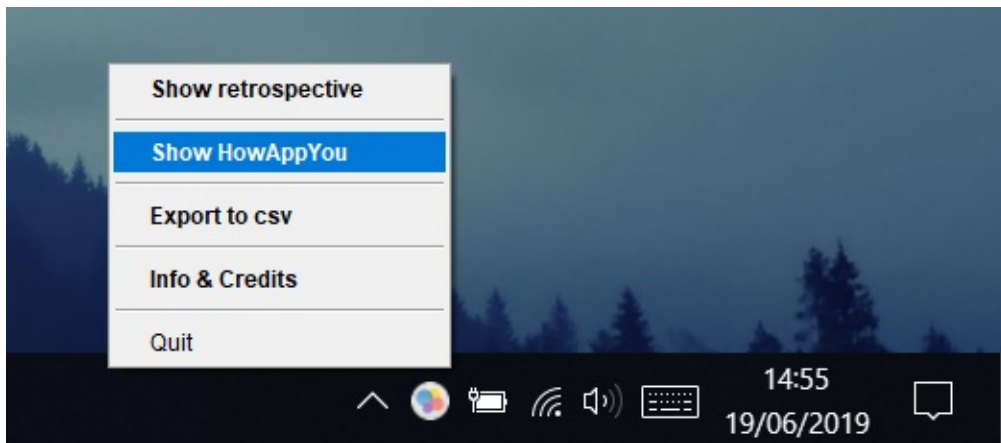 Show retrospective
Show HowAppYou
Export to csv
Info & Credits
Quit
14:55
19/06/2019